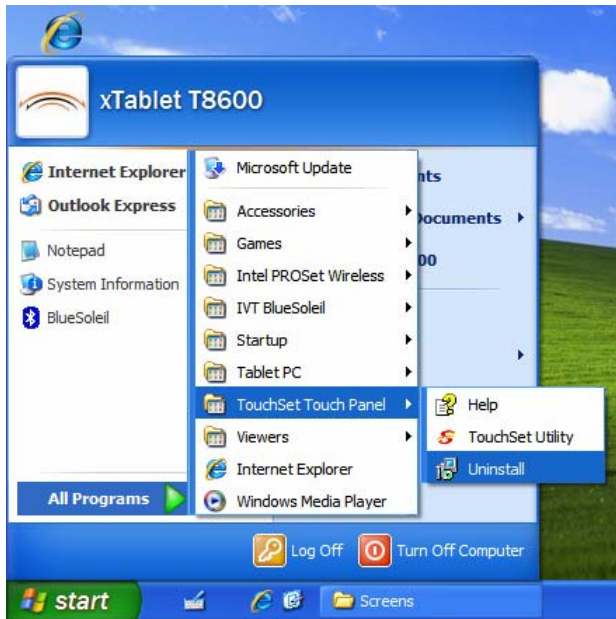 xTablet T8600
Internet Explorer
Outlook Express
Notepad
System Information
BlueSoleil
All Programs
Microsoft Update
Accessories
Games
Intel PROSet Wireless
IVT BlueSoleil
Startup
Tablet PC
TouchSet Touch Panel
Viewers
Internet Explorer
Windows Media Player
nts
Documents
00
Help
TouchSet Utility
Uninstall
Log Off
Turn Off Computer
start
Screens